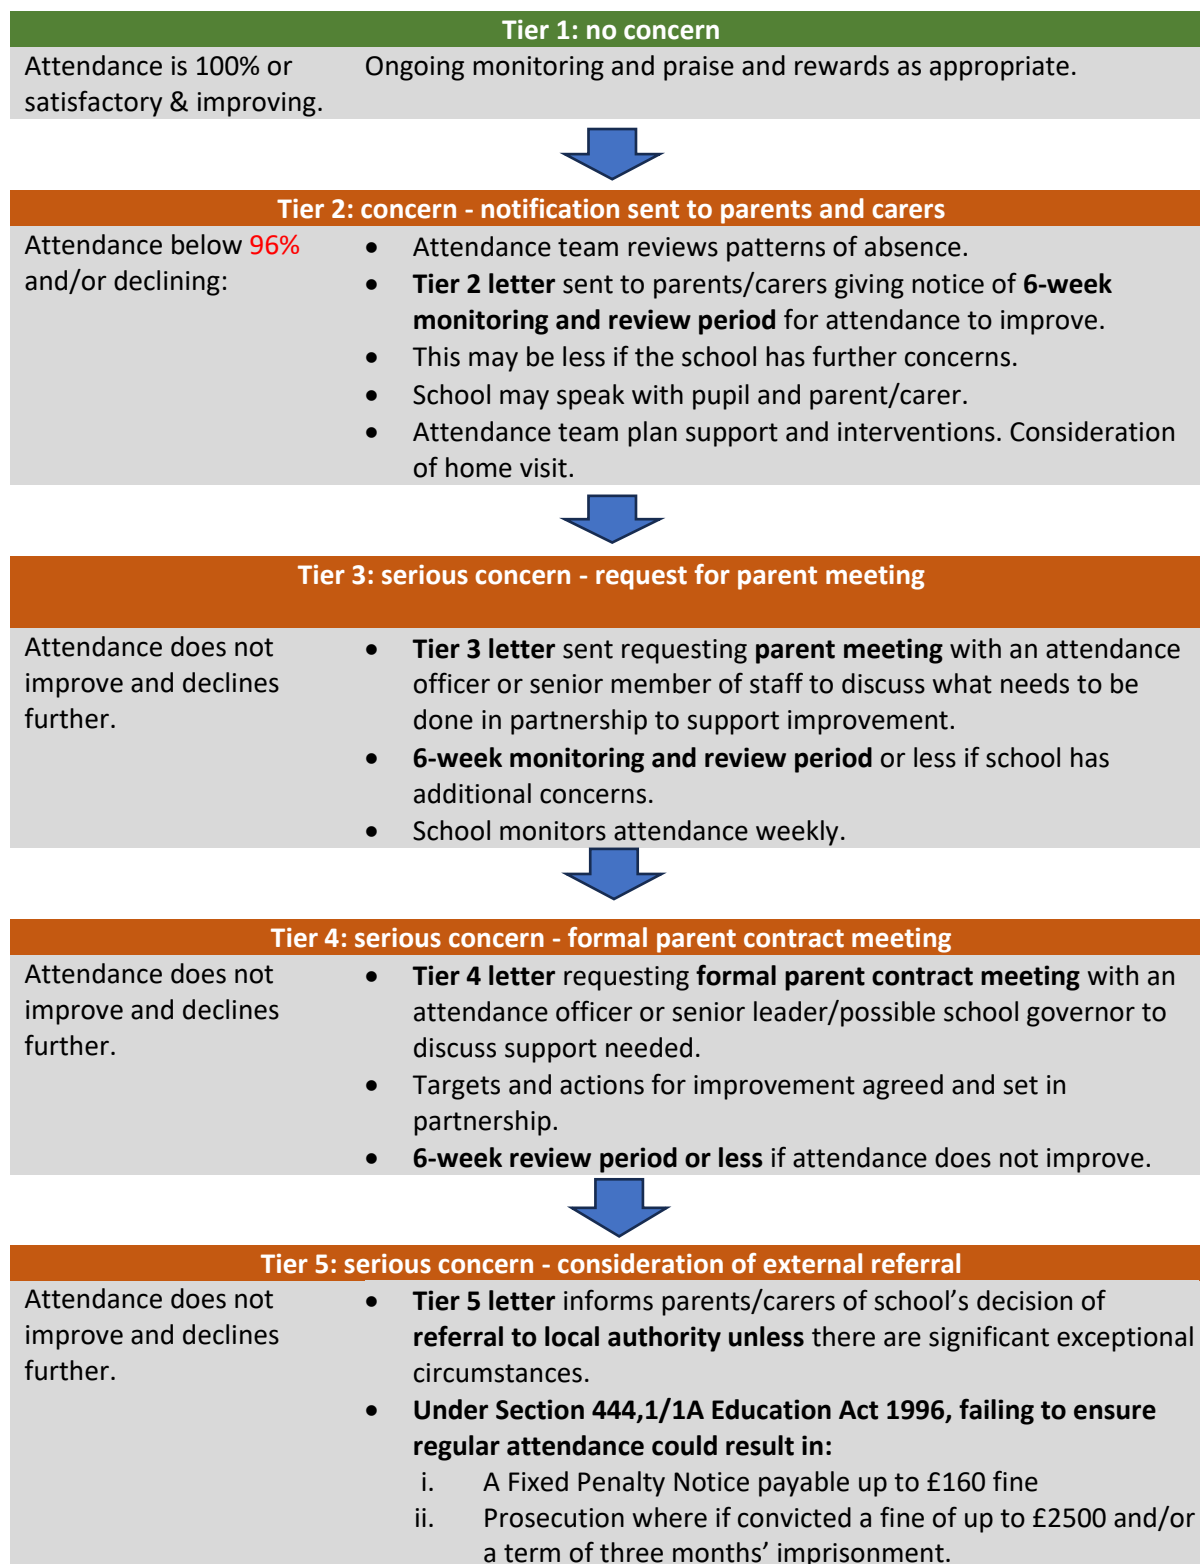 Tier 1: no concern
Attendance is 100% or
satisfactory & improving.
Ongoing monitoring and praise and rewards as appropriate.
Tier 2: concern - notification sent to parents and carers
Attendance below 96%
and/or declining:
• Attendance team reviews patterns of absence.
• Tier 2 letter sent to parents/carers giving notice of 6-week
monitoring and review period for attendance to improve.
• This may be less if the school has further concerns.
• School may speak with pupil and parent/carer.
• Attendance team plan support and interventions. Consideration
of home visit.
Tier 3: serious concern - request for parent meeting
Attendance does not
improve and declines
further.
• Tier 3 letter sent requesting parent meeting with an attendance
officer or senior member of staff to discuss what needs to be
done in partnership to support improvement.
• 6-week monitoring and review period or less if school has
additional concerns.
• School monitors attendance weekly.
Tier 4: serious concern - formal parent contract meeting
Attendance does not
improve and declines
further.
• Tier 4 letter requesting formal parent contract meeting with an
attendance officer or senior leader/possible school governor to
discuss support needed.
• Targets and actions for improvement agreed and set in
partnership.
• 6-week review period or less if attendance does not improve.
Tier 5: serious concern - consideration of external referral
Attendance does not
improve and declines
further.
• Tier 5 letter informs parents/carers of school's decision of
referral to local authority unless there are significant exceptional
circumstances.
• Under Section 444,1/1A Education Act 1996, failing to ensure
regular attendance could result in:
i. A Fixed Penalty Notice payable up to £160 fine
ii. Prosecution where if convicted a fine of up to £2500 and/or
a term of three months' imprisonment.